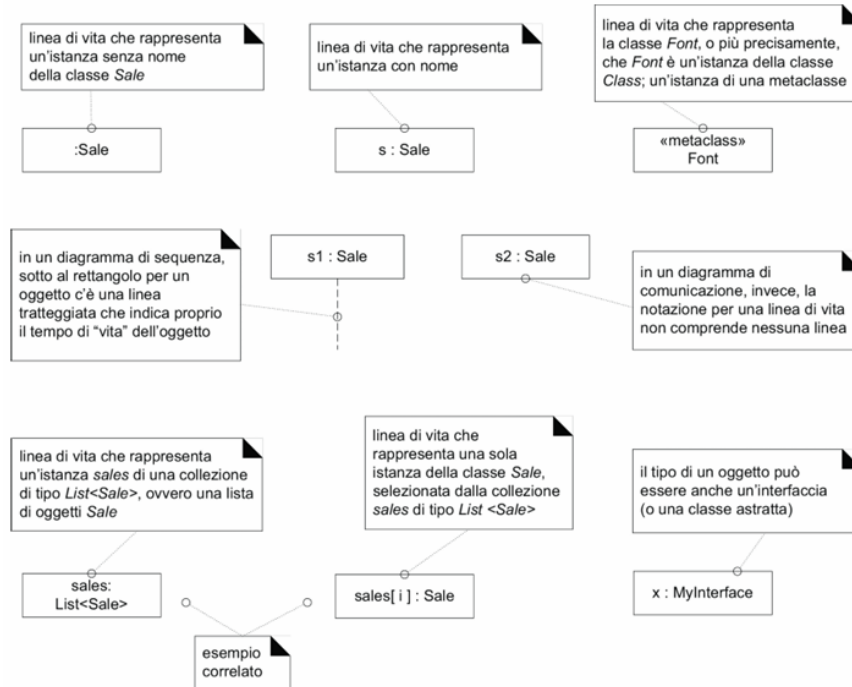 linea di vita che rappresenta
un'istanza senza nome
della classe Sale
linea di vita che rappresenta
un'istanza con nome
linea di vita che rappresenta
la classe Font, o più precisamente,
che Font è un'istanza della classe
Class; un'istanza di una metaclasse
:Sale
s : Sale
«metaclass»
Font
in un diagramma di sequenza,
sotto al rettangolo per un
oggetto c'è una linea
tratteggiata che indica proprio
il tempo di “vita” dell'oggetto
s1 : Sale
s2 : Sale
in un diagramma di
comunicazione, invece, la
notazione per una linea di vita
non comprende nessuna linea
linea di vita che rappresenta
un'istanza sales di una collezione
di tipo List<Sale>, ovvero una lista
di oggetti Sale
linea di vita che
rappresenta una sola
istanza della classe Sale,
selezionata dalla collezione
sales di tipo List <Sale>
il tipo di un oggetto può
essere anche un'interfaccia
(o una classe astratta)
sales:
List<Sale>
sales[ i ] : Sale
x : MyInterface
esempio
correlato